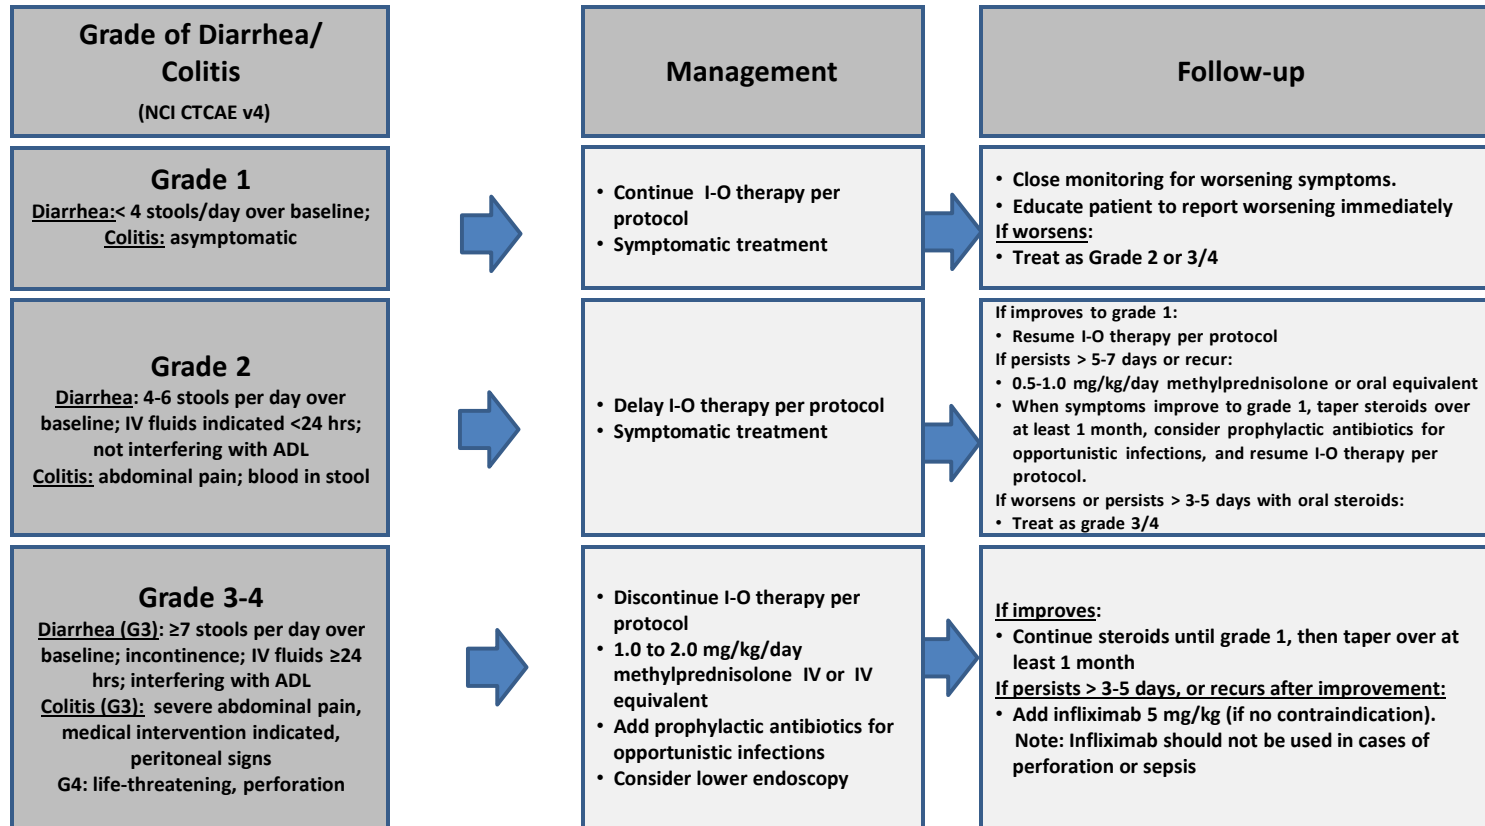 Grade of Diarrhea/
Colitis
(NCI CTCAE v4)
Management
Follow-up
Grade 1
Diarrhea:< 4 stools/day over baseline;
Colitis: asymptomatic
• Continue I-O therapy per
protocol
• Symptomatic treatment
• Close monitoring for worsening symptoms.
• Educate patient to report worsening immediately
If worsens:
• Treat as Grade 2 or 3/4
Grade 2
Diarrhea: 4-6 stools per day over
baseline; IV fluids indicated <24 hrs;
not interfering with ADL
Colitis: abdominal pain; blood in stool
• Delay I-O therapy per protocol
• Symptomatic treatment
If improves to grade 1:
• Resume I-O therapy per protocol
If persists > 5-7 days or recur:
• 0.5-1.0 mg/kg/day methylprednisolone or oral equivalent
• When symptoms improve to grade 1, taper steroids over
at least 1 month, consider prophylactic antibiotics for
opportunistic infections, and resume I-O therapy per
protocol.
If worsens or persists > 3-5 days with oral steroids:
• Treat as grade 3/4
Grade 3-4
Diarrhea (G3): ≥7 stools per day over
baseline; incontinence; IV fluids ≥24
hrs; interfering with ADL
Colitis (G3): severe abdominal pain,
medical intervention indicated,
peritoneal signs
G4: life-threatening, perforation
• Discontinue I-O therapy per
protocol
• 1.0 to 2.0 mg/kg/day
methylprednisolone IV or IV
equivalent
• Add prophylactic antibiotics for
opportunistic infections
• Consider lower endoscopy
If improves:
• Continue steroids until grade 1, then taper over at
least 1 month
If persists > 3-5 days, or recurs after improvement:
• Add infliximab 5 mg/kg (if no contraindication).
Note: Infliximab should not be used in cases of
perforation or sepsis